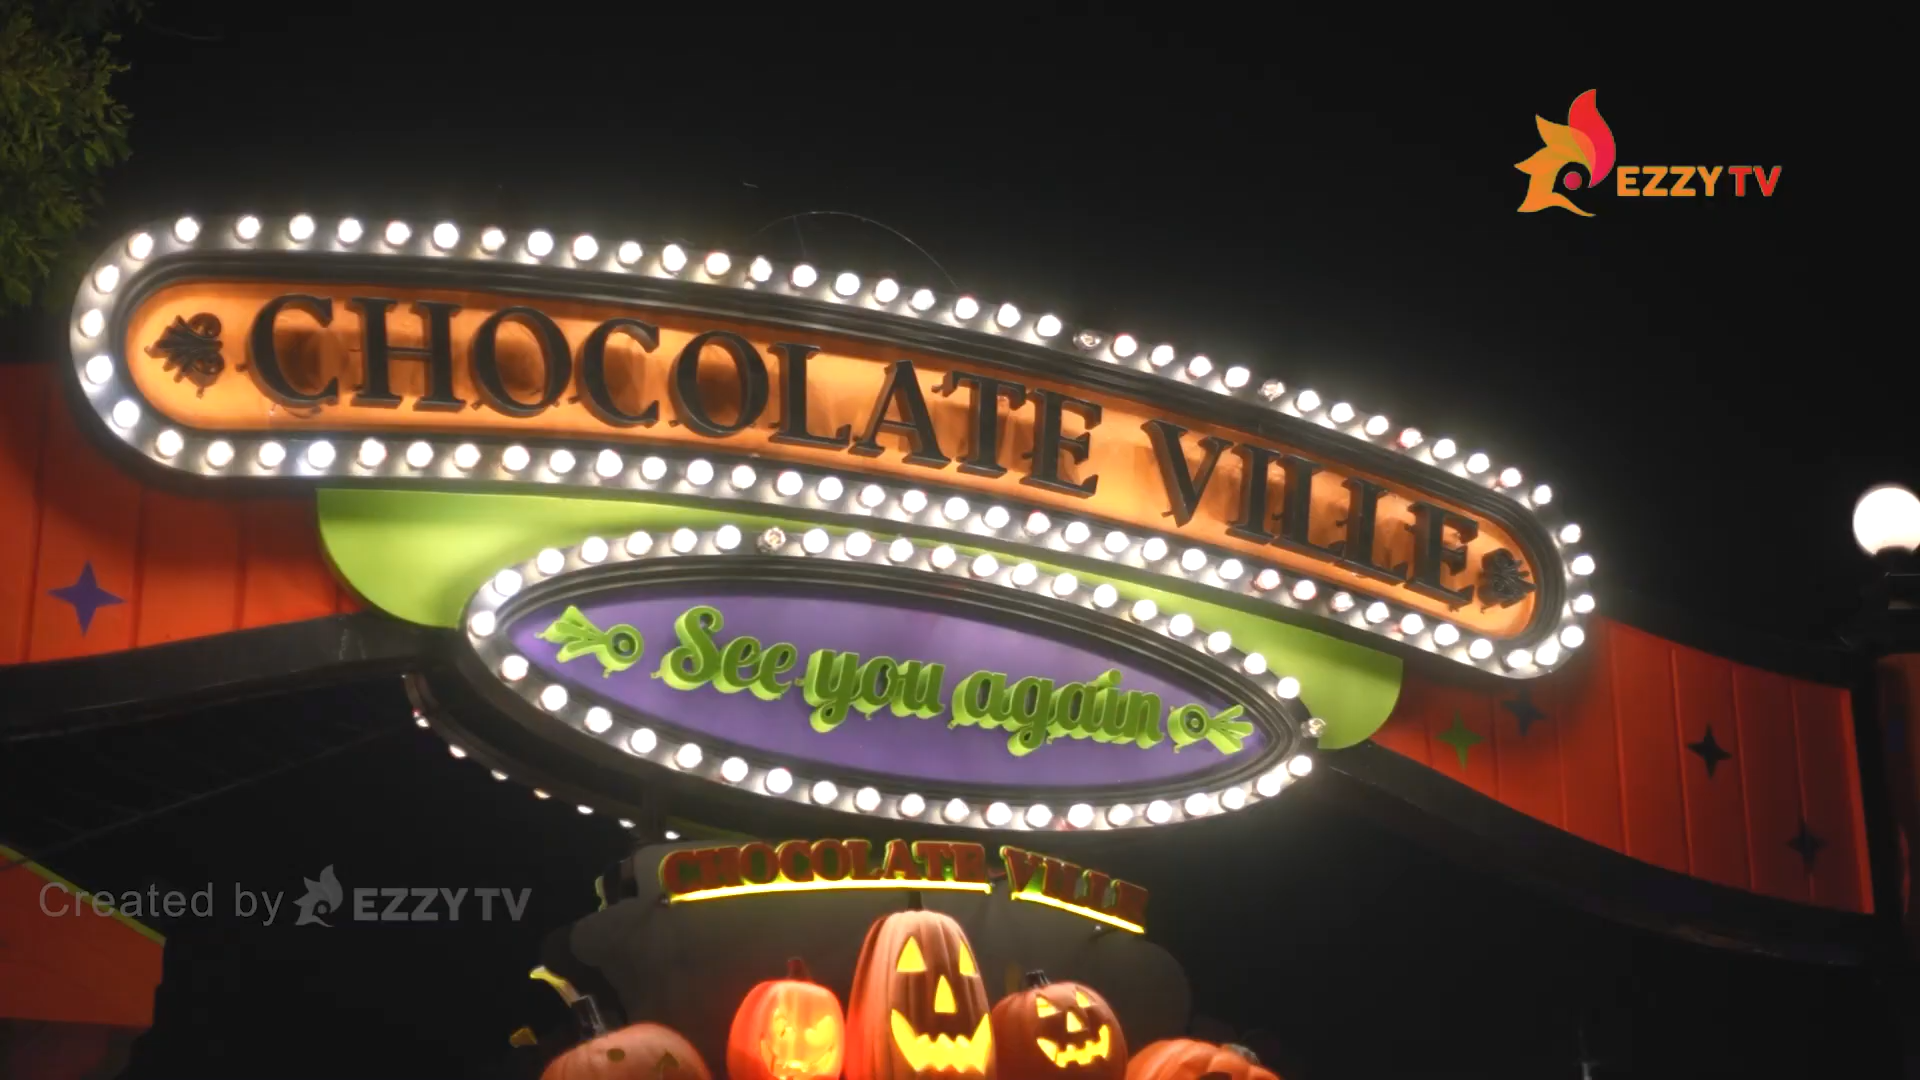 EZZY TV
CHOCOLATE VILLE
See you again
CHOCOLATE VILLE
Created by EZZY TV